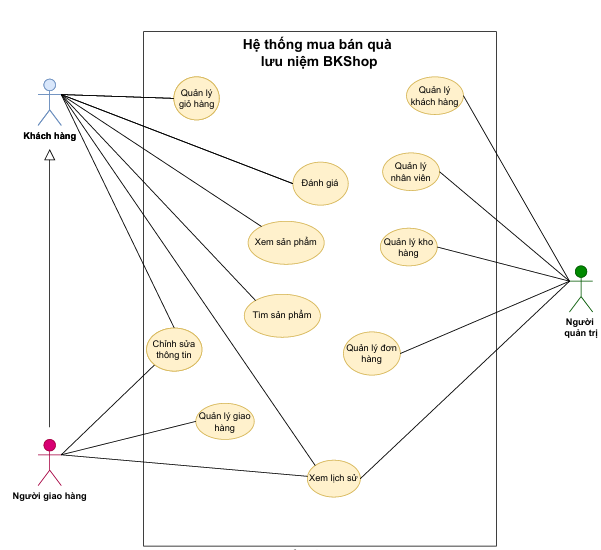 Hệ thống mua bán quà
lưu niệm BKShop
Khách hàng
Quản lý
giỏ hàng
Quản lý
khách hàng
Đánh giá
Quản lý
nhân viên
Xem sản phẩm
Quản lý kho
hàng
Tìm sản phẩm
Người
quản trị
Chỉnh sửa
thông tin
Quản lý đơn
hàng
Quản lý giao
hàng
Xem lịch sử
Người giao hàng